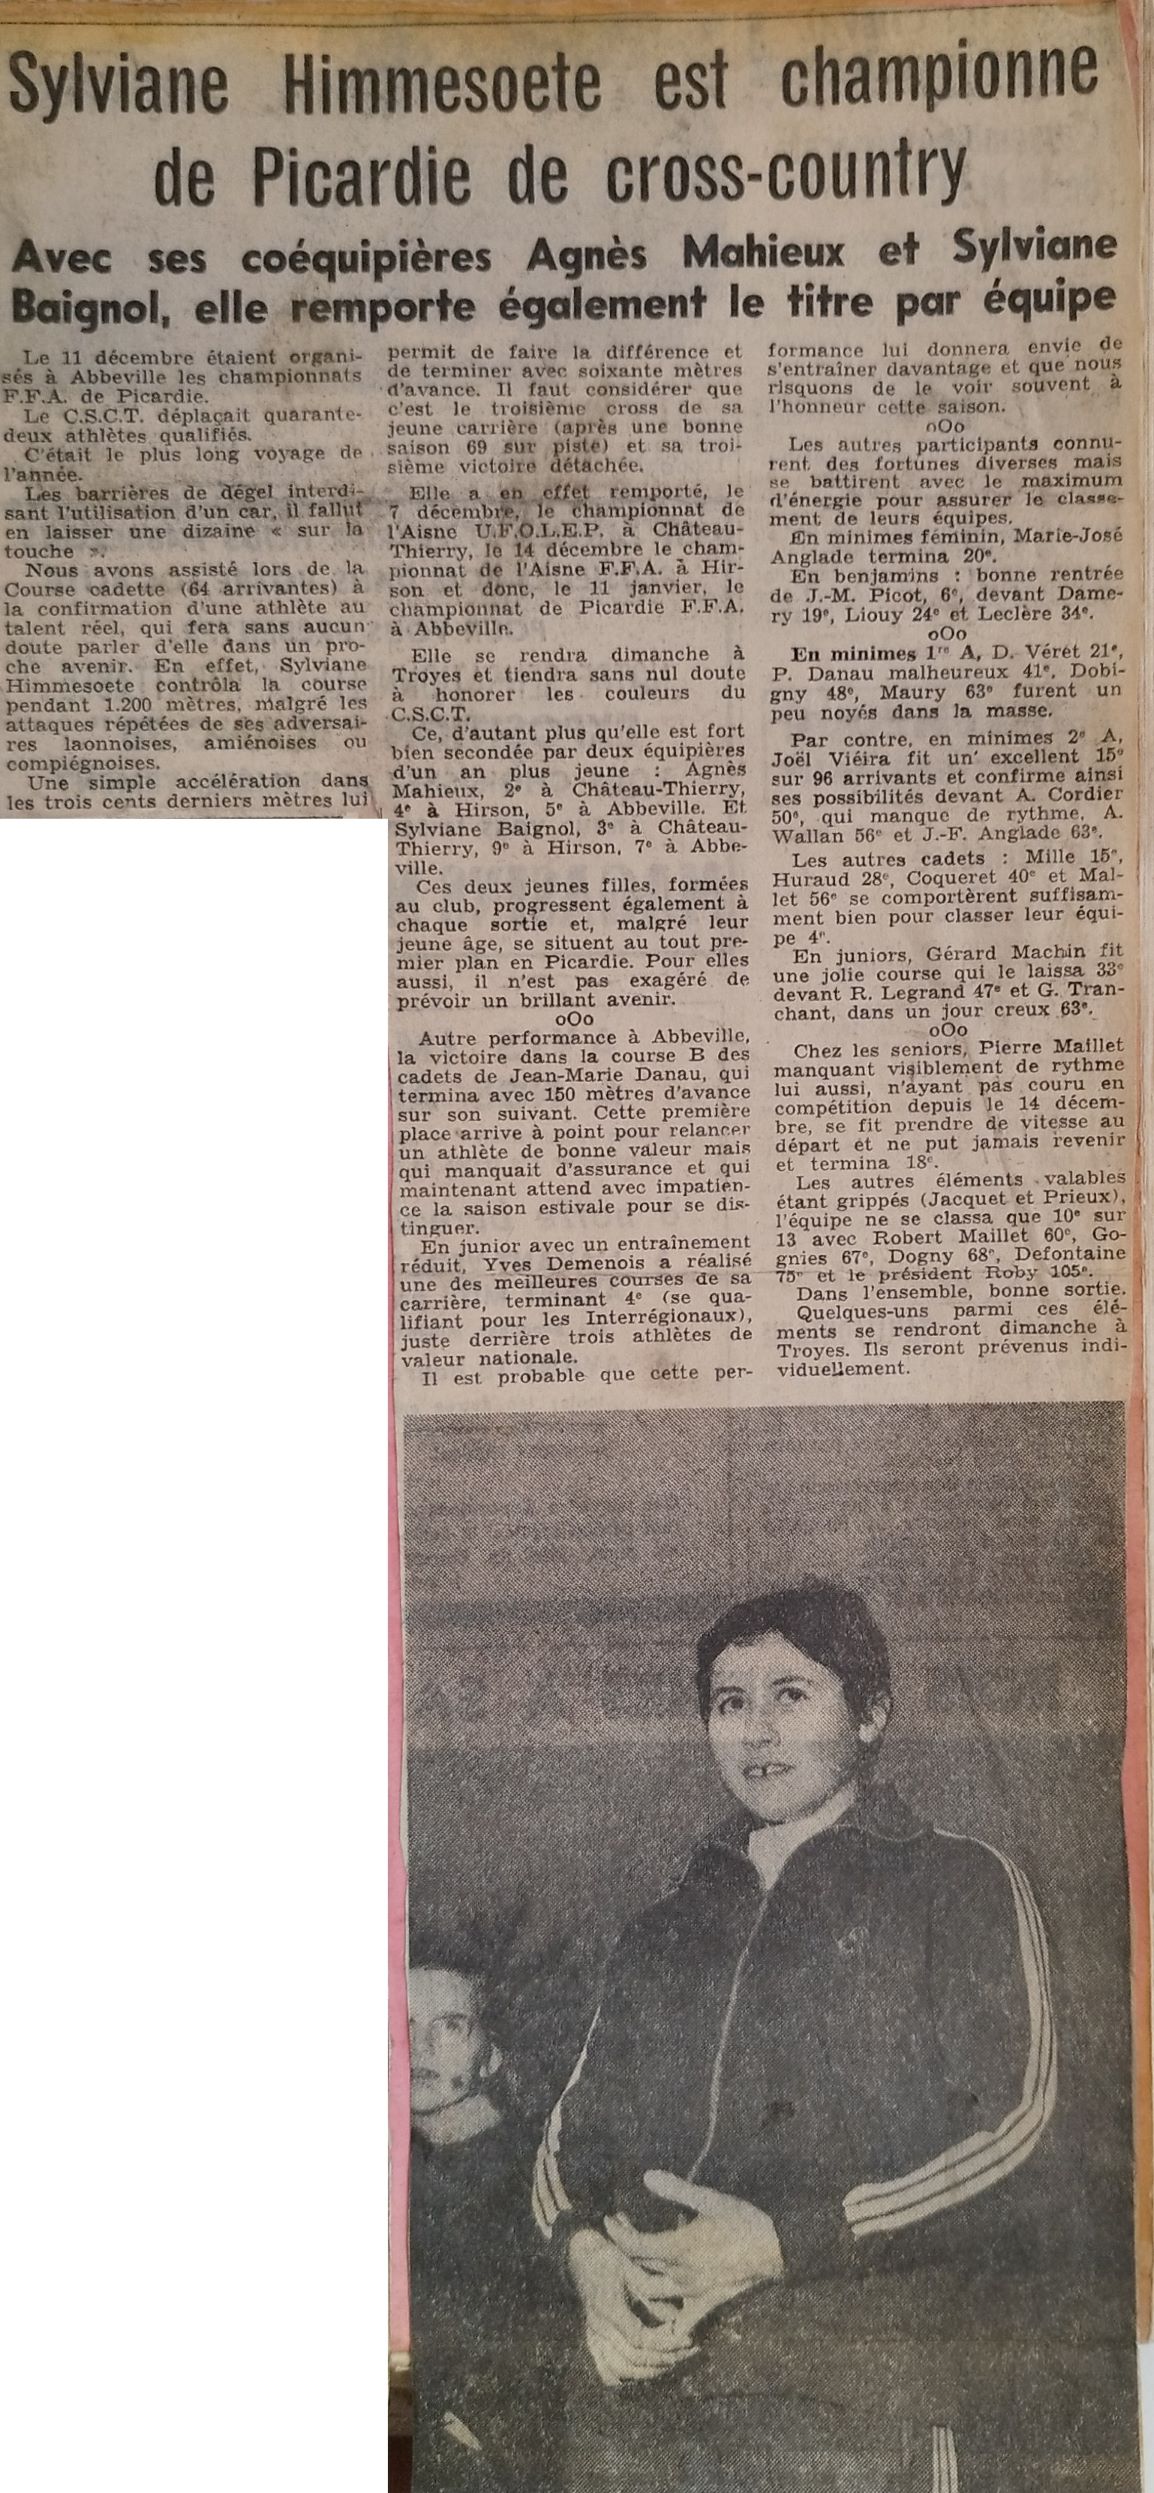 Sylviane Himmesoete est championne
de Picardie de cross-country
Avec ses coéquipières Agnès Mahieux et Sylviane
Baignol, elle remporte également le titre par équipe
Le 11 décembre étaient organi-
sés à Abbeville les championnats
F.F.A. de Picardie.
Le C.S.C.T. déplaçait quarante-
deux athlètes qualifiés.
C'était le plus long voyage de
l'année.
Les barrières de dégel interdi-
sant l'utilisation d'un car, il fallut
en laisser une dizaine « sur la
touche ».
Nous avons assisté lors de la
Course cadette (64 arrivantes) à
la confirmation d'une athlète au
talent réel, qui fera sans aucun
doute parler d'elle dans un pro-
che avenir. En effet, Sylviane
Himmesoete contrôla la course
pendant 1.200 mètres, malgré les
attaques répétées de ses adversai-
res laonnoises, amiénoises ou
compiégnoises.
Une simple accélération dans
les trois cents derniers mètres lui
permit de faire la différence et
de terminer avec soixante mètres
d'avance. Il faut considérer que
c'est le troisième cross de sa
jeune carrière (après une bonne
saison 69 sur piste) et sa troi-
sième victoire détachée.
Elle a en effet remporté, le
7 décembre, le championnat de
l'Aisne U.F.O.L.E.P. à Château-
Thierry, le 14 décembre le cham-
pionnat de l'Aisne F.F.A. à Hir-
son et donc, le 11 janvier, le
championnat de Picardie F.F.A.
à Abbeville.
Elle se rendra dimanche à
Troyes et tiendra sans nul doute
à honorer les couleurs du
C.S.C.T.
Ce, d'autant plus qu'elle est fort
bien secondée par deux équipières
d'un an plus jeune : Agnès
Mahieux, 2e à Château-Thierry,
4e à Hirson, 5e à Abbeville. Et
Sylviane Baignol, 3e à Château-
Thierry, 9e à Hirson, 7e à Abbe-
ville.
Ces deux jeunes filles, formées
au club, progressent également à
chaque sortie et, malgré leur
jeune âge, se situent au tout pre-
mier plan en Picardie. Pour elles
aussi, il n'est pas exagéré de
prévoir un brillant avenir.
oOo
Autre performance à Abbeville,
la victoire dans la course B des
cadets de Jean-Marie Danau, qui
termina avec 150 mètres d'avance
sur son suivant. Cette première
place arrive à point pour relancer
un athlète de bonne valeur mais
qui manquait d'assurance et qui
maintenant attend avec impatien-
ce la saison estivale pour se dis-
tinguer.
En junior avec un entraînement
réduit, Yves Demenois a réalisé
une des meilleures courses de sa
carrière, terminant 4e (se qua-
lifiant pour les Interrégionaux),
juste derrière trois athlètes de
valeur nationale.
Il est probable que cette per-
formance lui donnera envie de
s'entraîner davantage et que nous
risquons de le voir souvent à
l'honneur cette saison.
oOo
Les autres participants connu-
rent des fortunes diverses mais
se battirent avec le maximum
d'énergie pour assurer le classe-
ment de leurs équipes.
En minimes féminin, Marie-José
Anglade termina 20e.
En benjamins : bonne rentrée
de J.-M. Picot, 6e, devant Dame-
ry 19e, Liouy 24e et Leclère 34e.
oOo
En minimes 1re A, D. Véret 21e,
P. Danau malheureux 41e, Dobi-
gny 48e, Maury 63e furent un
peu noyés dans la masse.
Par contre, en minimes 2e A,
Joël Viéira fit un excellent 15e
sur 96 arrivants et confirme ainsi
ses possibilités devant A. Cordier
50e, qui manque de rythme, A.
Wallan 56e et J.-F. Anglade 63e.
Les autres cadets : Mille 15e,
Huraud 28e, Coqueret 40e et Mal-
let 56e se comportèrent suffisam-
ment bien pour classer leur équi-
pe 4e.
En juniors, Gérard Machin fit
une jolie course qui le laissa 33e
devant R. Legrand 47e et G. Tran-
chant, dans un jour creux 63e.
oOo
Chez les seniors, Pierre Maillet
manquant visiblement de rythme
lui aussi, n'ayant pas couru en
compétition depuis le 14 décem-
bre, se fit prendre de vitesse au
départ et ne put jamais revenir
et termina 18e.
Les autres éléments valables
étant grippés (Jacquet et Prieux),
l'équipe ne se classa que 10e sur
13 avec Robert Maillet 60e, Go-
gnies 67e, Dogny 68e, Defontaine
75e et le président Roby 105e.
Dans l'ensemble, bonne sortie.
Quelques-uns parmi ces élé-
ments se rendront dimanche à
Troyes. Ils seront prévenus indi-
viduellement.